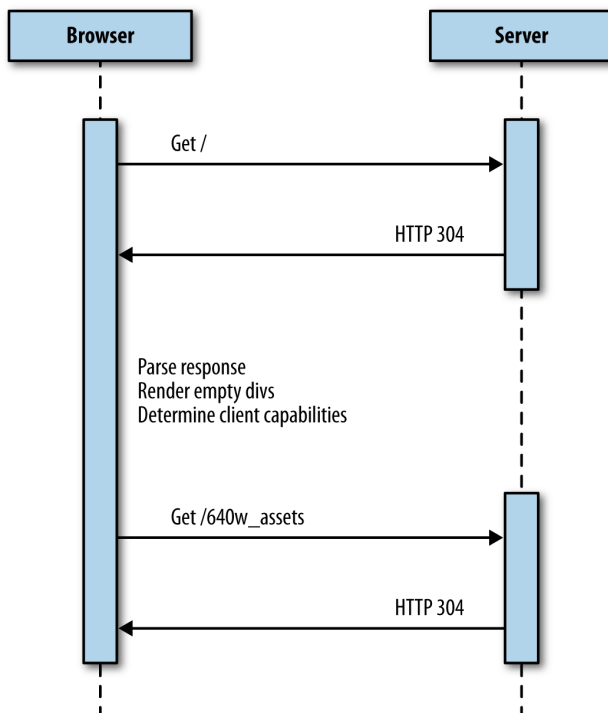 Browser
Server
Get /
HTTP 304
Parse response
Render empty divs
Determine client capabilities
Get /640w_assets
HTTP 304